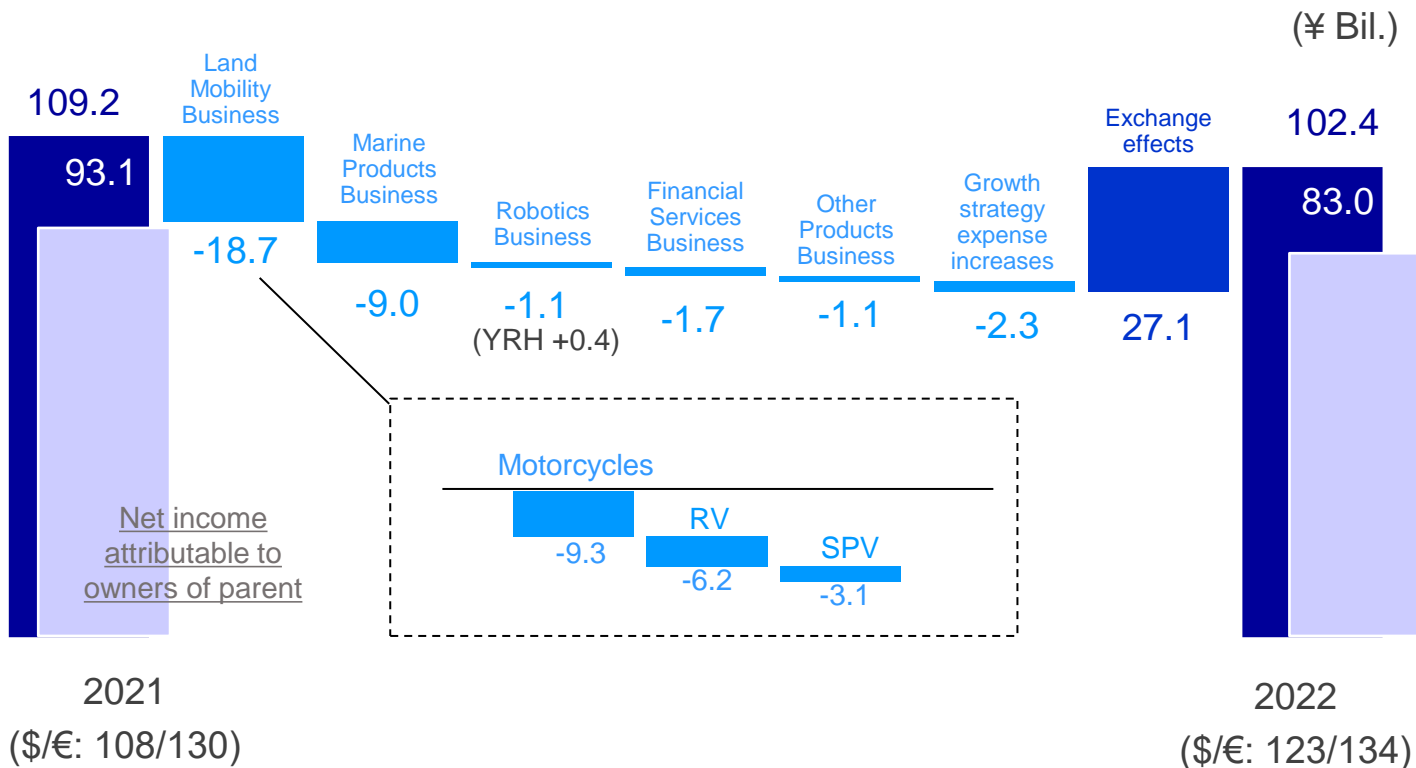 (¥ Bil.)
109.2
93.1
Land
Mobility
Business
-18.7
Marine
Products
Business
-9.0
Robotics
Business
-1.1
(YRH +0.4)
Financial
Services
Business
-1.7
Other
Products
Business
-1.1
Growth
strategy
expense
increases
-2.3
Exchange
effects
27.1
102.4
83.0
Motorcycles
-9.3
RV
-6.2
SPV
-3.1
Net income
attributable to
owners of parent
2021
($/€: 108/130)
2022
($/€: 123/134)